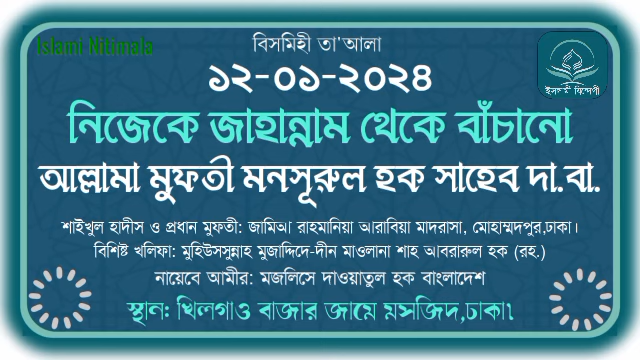 Islami Nitimala
বিসমিহী তা'আলা
১২-০১-২০২৪
নিজেকে জাহান্নাম থেকে বাঁচানো
আল্লামা মুফতী মনসূরুল হক সাহেব দা.বা.
শাইখুল হাদীস ও প্রধান মুফতী: জামিআ রাহমানিয়া আরাবিয়া মাদরাসা, মোহাম্মদপুর,ঢাকা।
বিশিষ্ট খলিফা: মুহিউসসুন্নাহ মুজাদ্দিদে-দীন মাওলানা শাহ আবরারুল হক (রহ.)
নায়েবে আমীর: মজলিসে দাওয়াতুল হক বাংলাদেশ
স্থান: খিলগাও বাজার জামে মসজিদ,ঢাকা৷